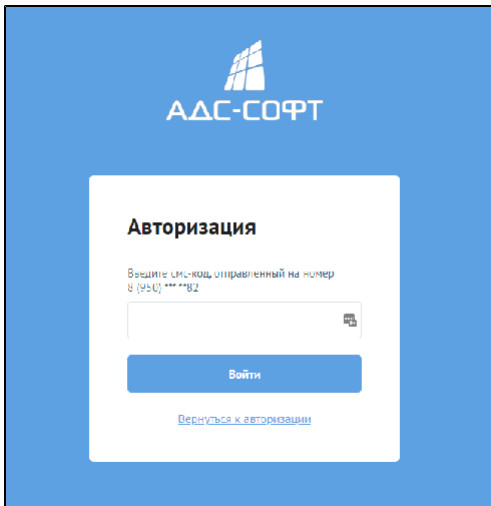 АДС-СОФТ
Авторизация
Введите смс-код, отправленный на номер
8 (950) *** **82
Войти
Вернуться к авторизации